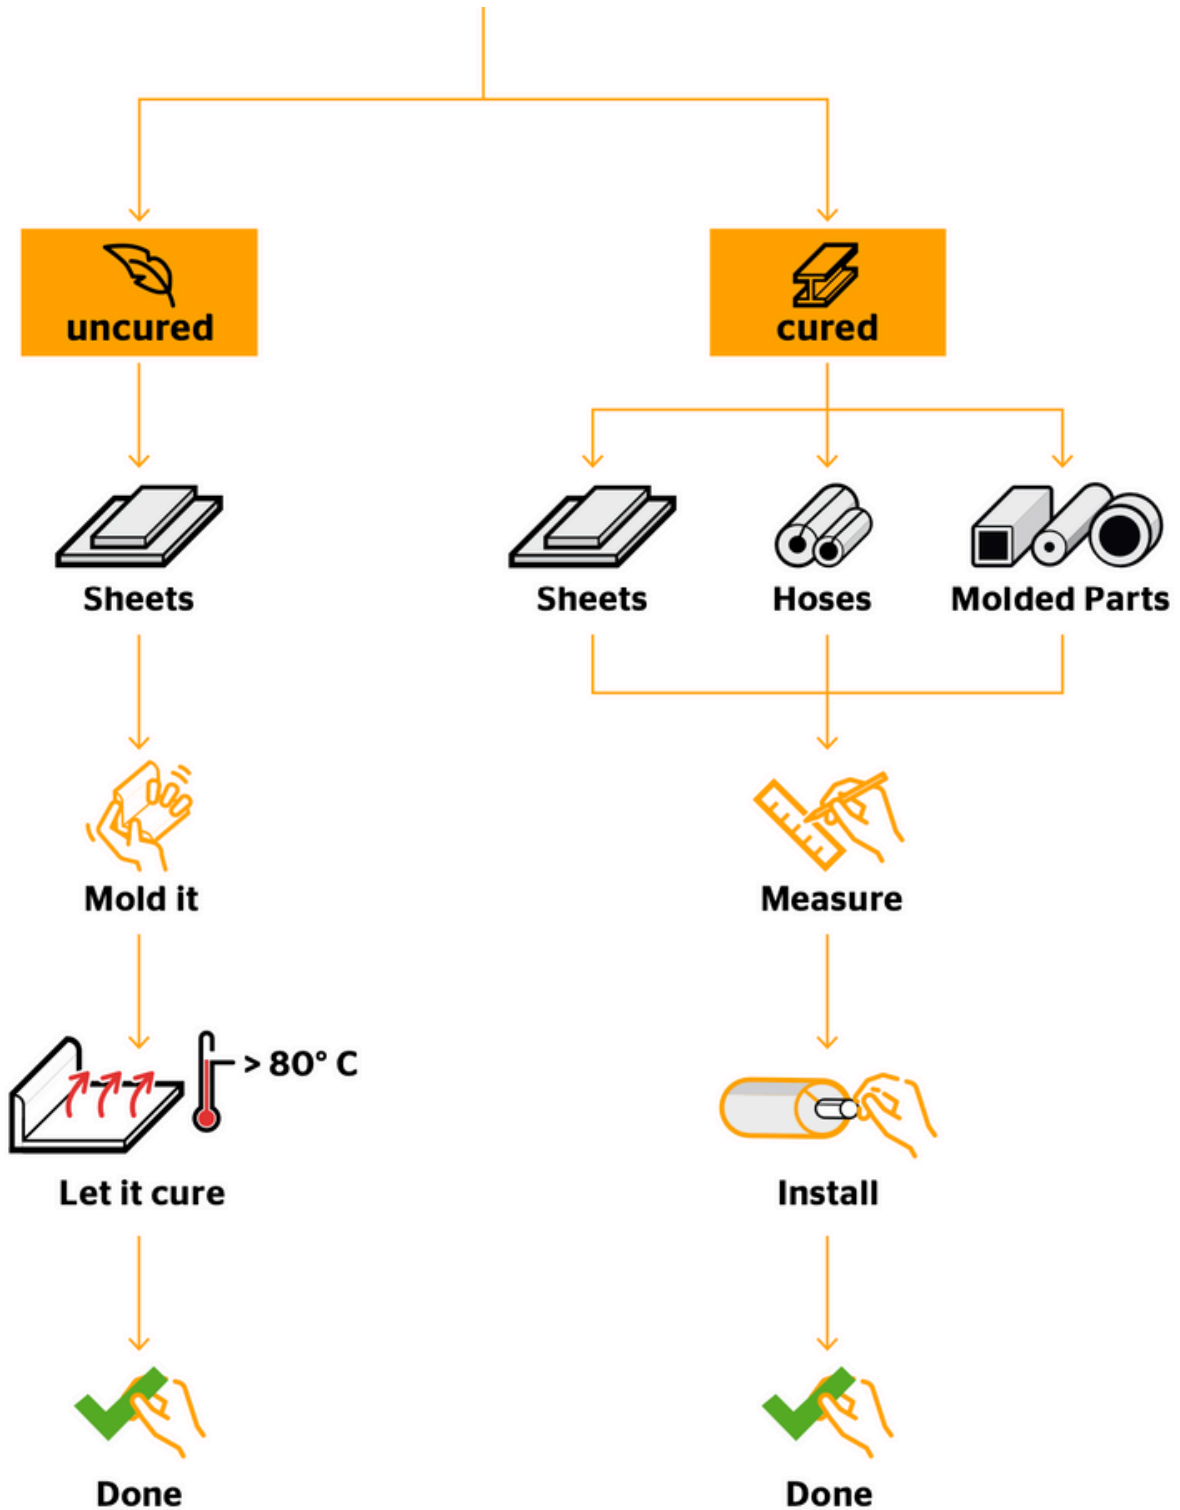 uncured
cured
Sheets
Sheets
Hoses
Molded Parts
Mold it
Measure
> 80° C
Let it cure
Install
Done
Done